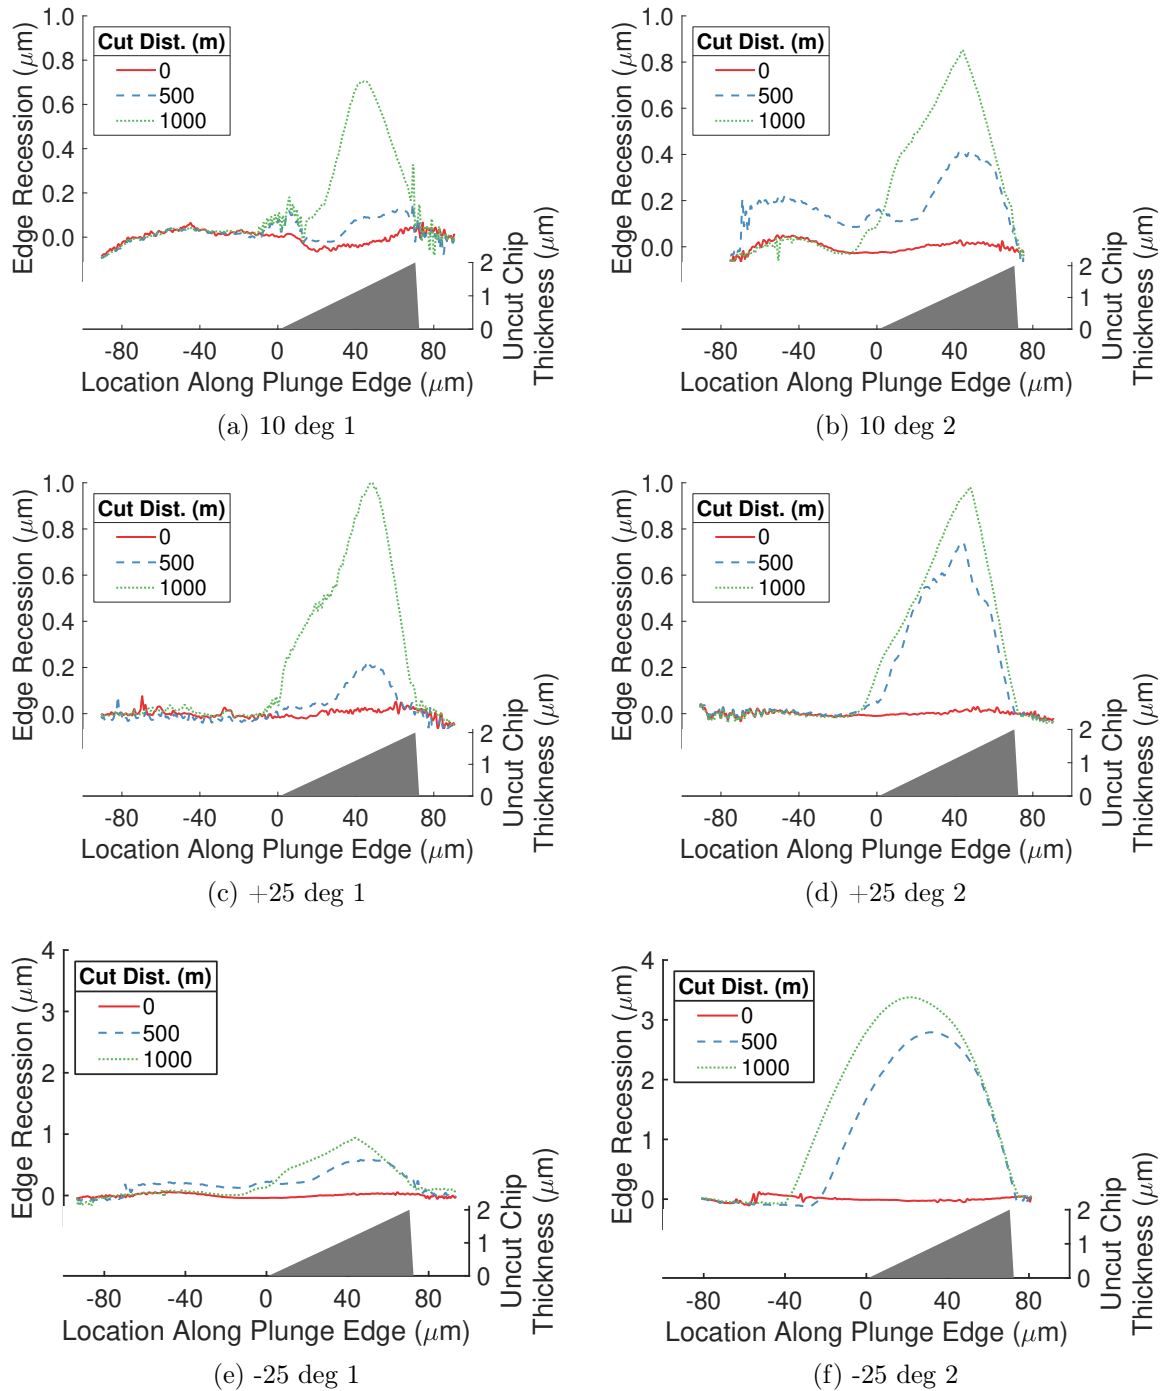 1.0
0.8
0.6
0.4
0.2
0.0
Edge Recession (μm)
Cut Dist. (m)
0
500
1000
2
1
0
Uncut Chip
Thickness (μm)
-80 -40 0 40 80
Location Along Plunge Edge (μm)
(a) 10 deg 1
1.0
0.8
0.6
0.4
0.2
0.0
Edge Recession (μm)
Cut Dist. (m)
0
500
1000
2
1
0
Uncut Chip
Thickness (μm)
-80 -40 0 40 80
Location Along Plunge Edge (μm)
(b) 10 deg 2
1.0
0.8
0.6
0.4
0.2
0.0
Edge Recession (μm)
Cut Dist. (m)
0
500
1000
2
1
0
Uncut Chip
Thickness (μm)
-80 -40 0 40 80
Location Along Plunge Edge (μm)
(c) +25 deg 1
1.0
0.8
0.6
0.4
0.2
0.0
Edge Recession (μm)
Cut Dist. (m)
0
500
1000
2
1
0
Uncut Chip
Thickness (μm)
-80 -40 0 40 80
Location Along Plunge Edge (μm)
(d) +25 deg 2
4
3
2
1
0
Edge Recession (μm)
Cut Dist. (m)
0
500
1000
2
1
0
Uncut Chip
Thickness (μm)
-80 -40 0 40 80
Location Along Plunge Edge (μm)
(e) -25 deg 1
4
3
2
1
0
Edge Recession (μm)
Cut Dist. (m)
0
500
1000
2
1
0
Uncut Chip
Thickness (μm)
-80 -40 0 40 80
Location Along Plunge Edge (μm)
(f) -25 deg 2